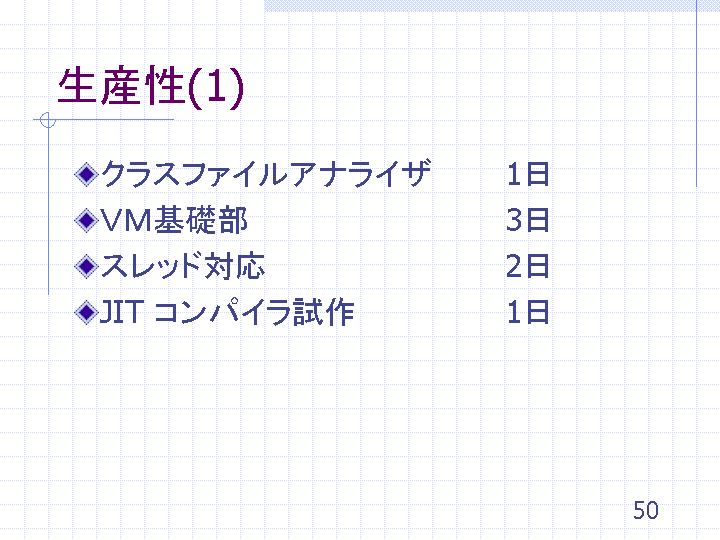 生産性(1)
クラスファイルアナライザ 1日
VM基礎部 3日
スレッド対応 2日
JIT コンパイラ試作 1日
50